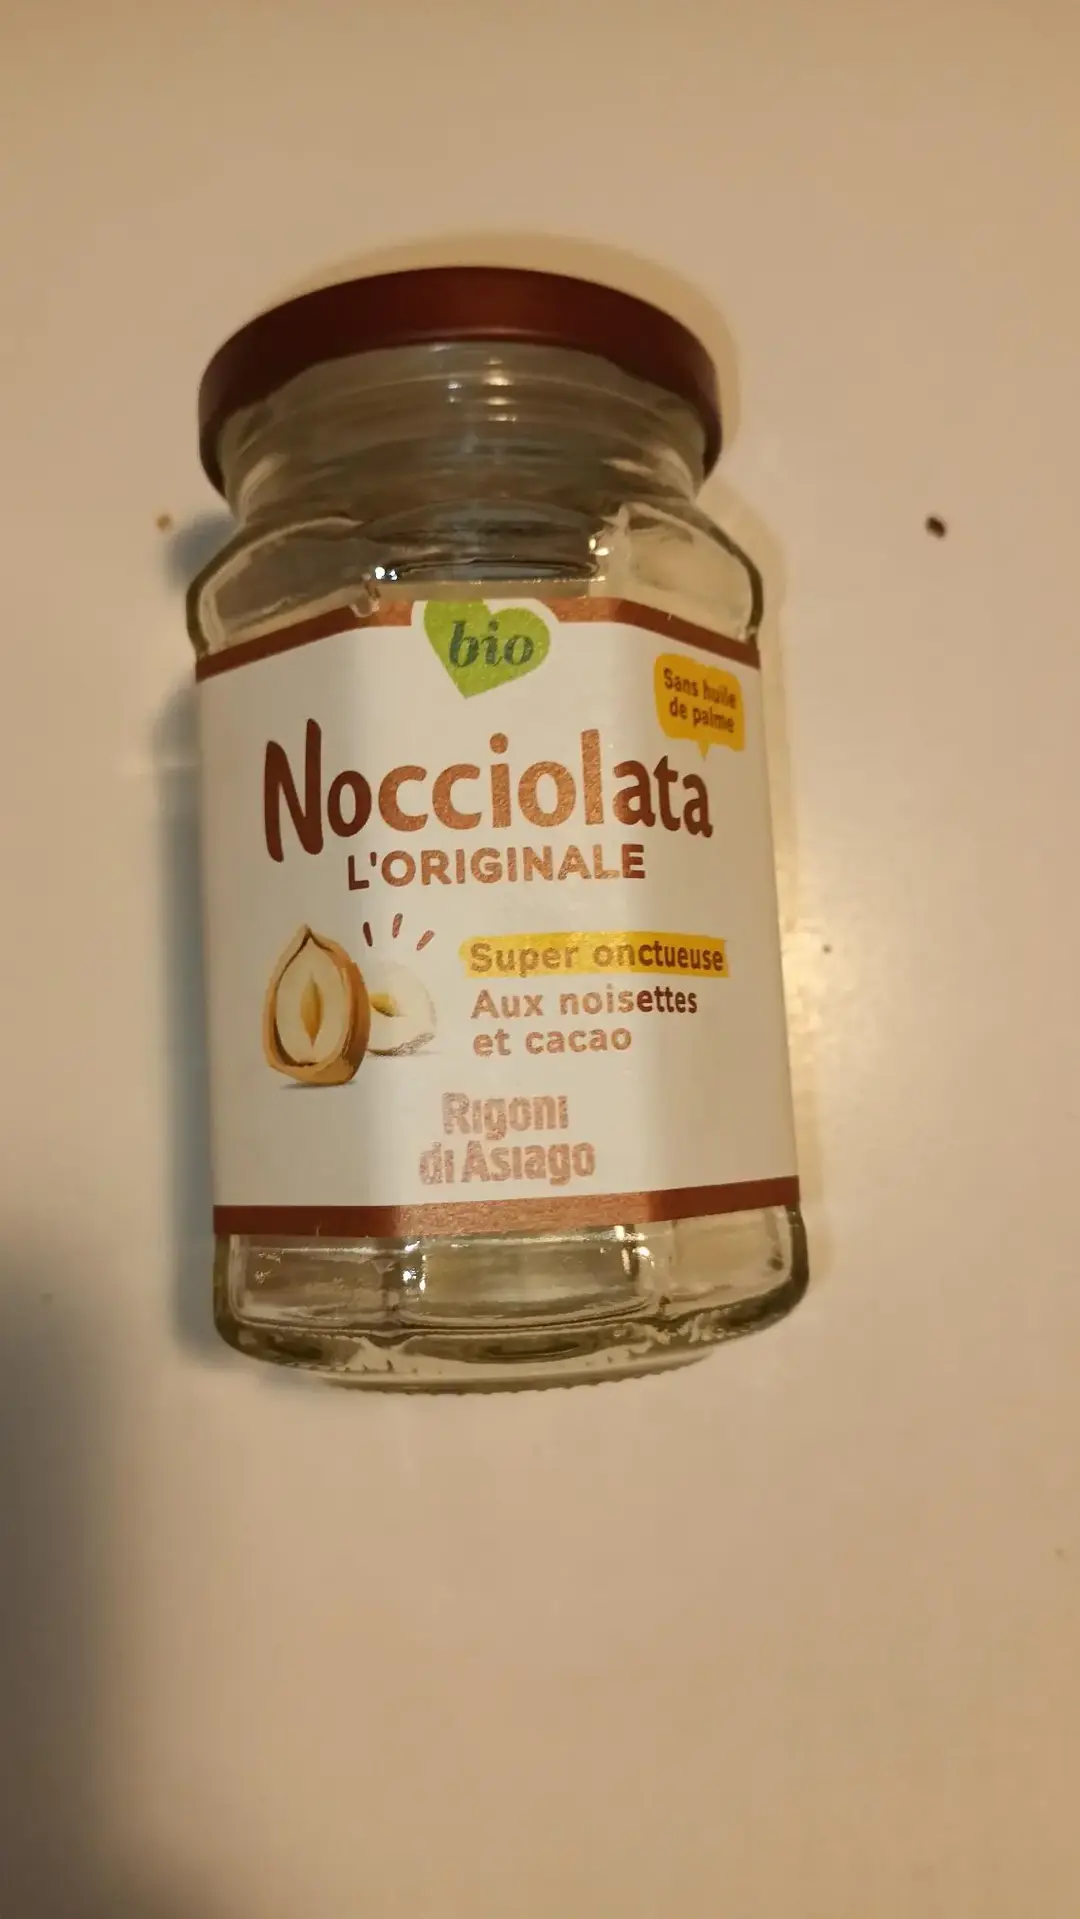 bio
Sans huile
de palme
Nocciolata
L'ORIGINALE
Super onctueuse
Aux noisettes
et cacao
Rigoni
di Asiago